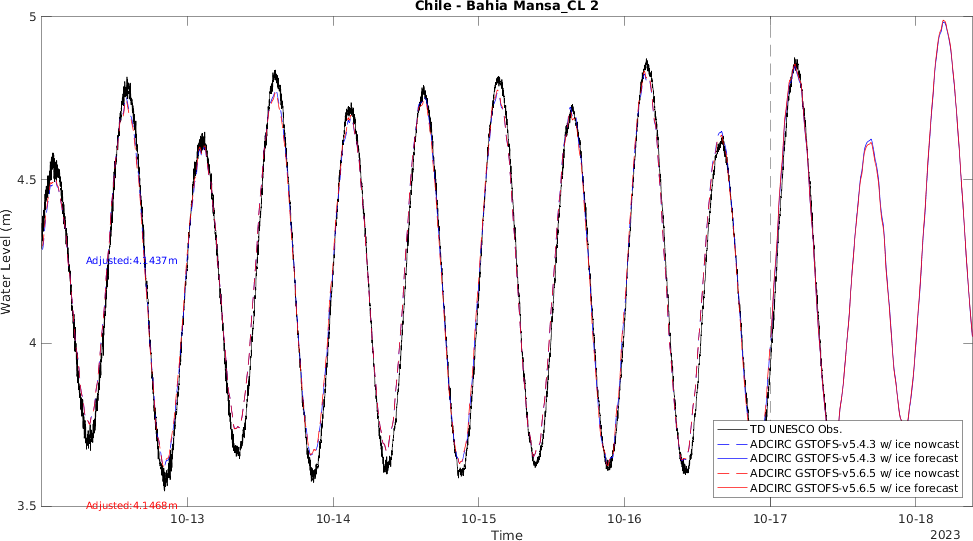 Chile - Bahia Mansa_CL 2
5
4.5
4
3.5
Water Level (m)
Adjusted:4.1437m
Adjusted:4.1468m
TD UNESCO Obs.
ADCIRC GSTOFS-v5.4.3 w/ ice nowcast
ADCIRC GSTOFS-v5.4.3 w/ ice forecast
ADCIRC GSTOFS-v5.6.5 w/ ice nowcast
ADCIRC GSTOFS-v5.6.5 w/ ice forecast
10-13
10-14
10-15
10-16
10-17
10-18
Time
2023